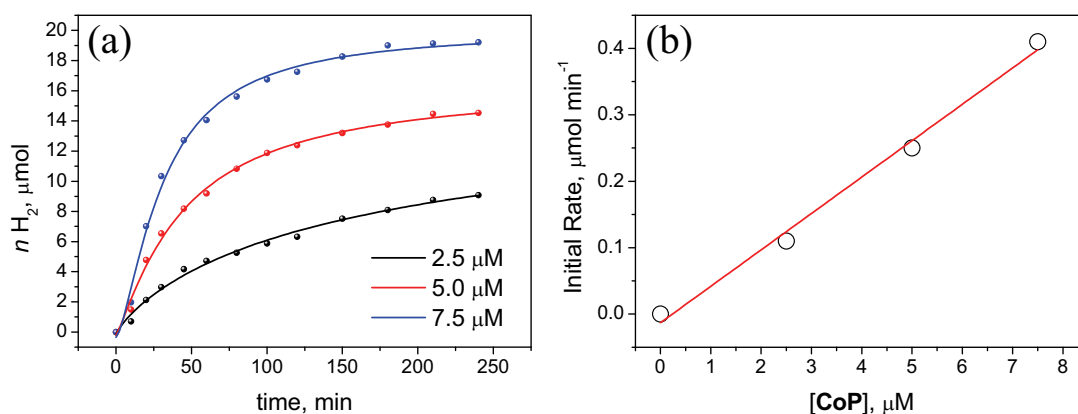 (a)
20
18
16
14
12
10
8
6
4
2
0
n H₂, μmol
2.5 μM
5.0 μM
7.5 μM
0 50 100 150 200 250
time, min
(b)
0.4
0.3
0.2
0.1
0.0
Initial Rate, μmol min⁻¹
0 1 2 3 4 5 6 7 8
[CoP], μM